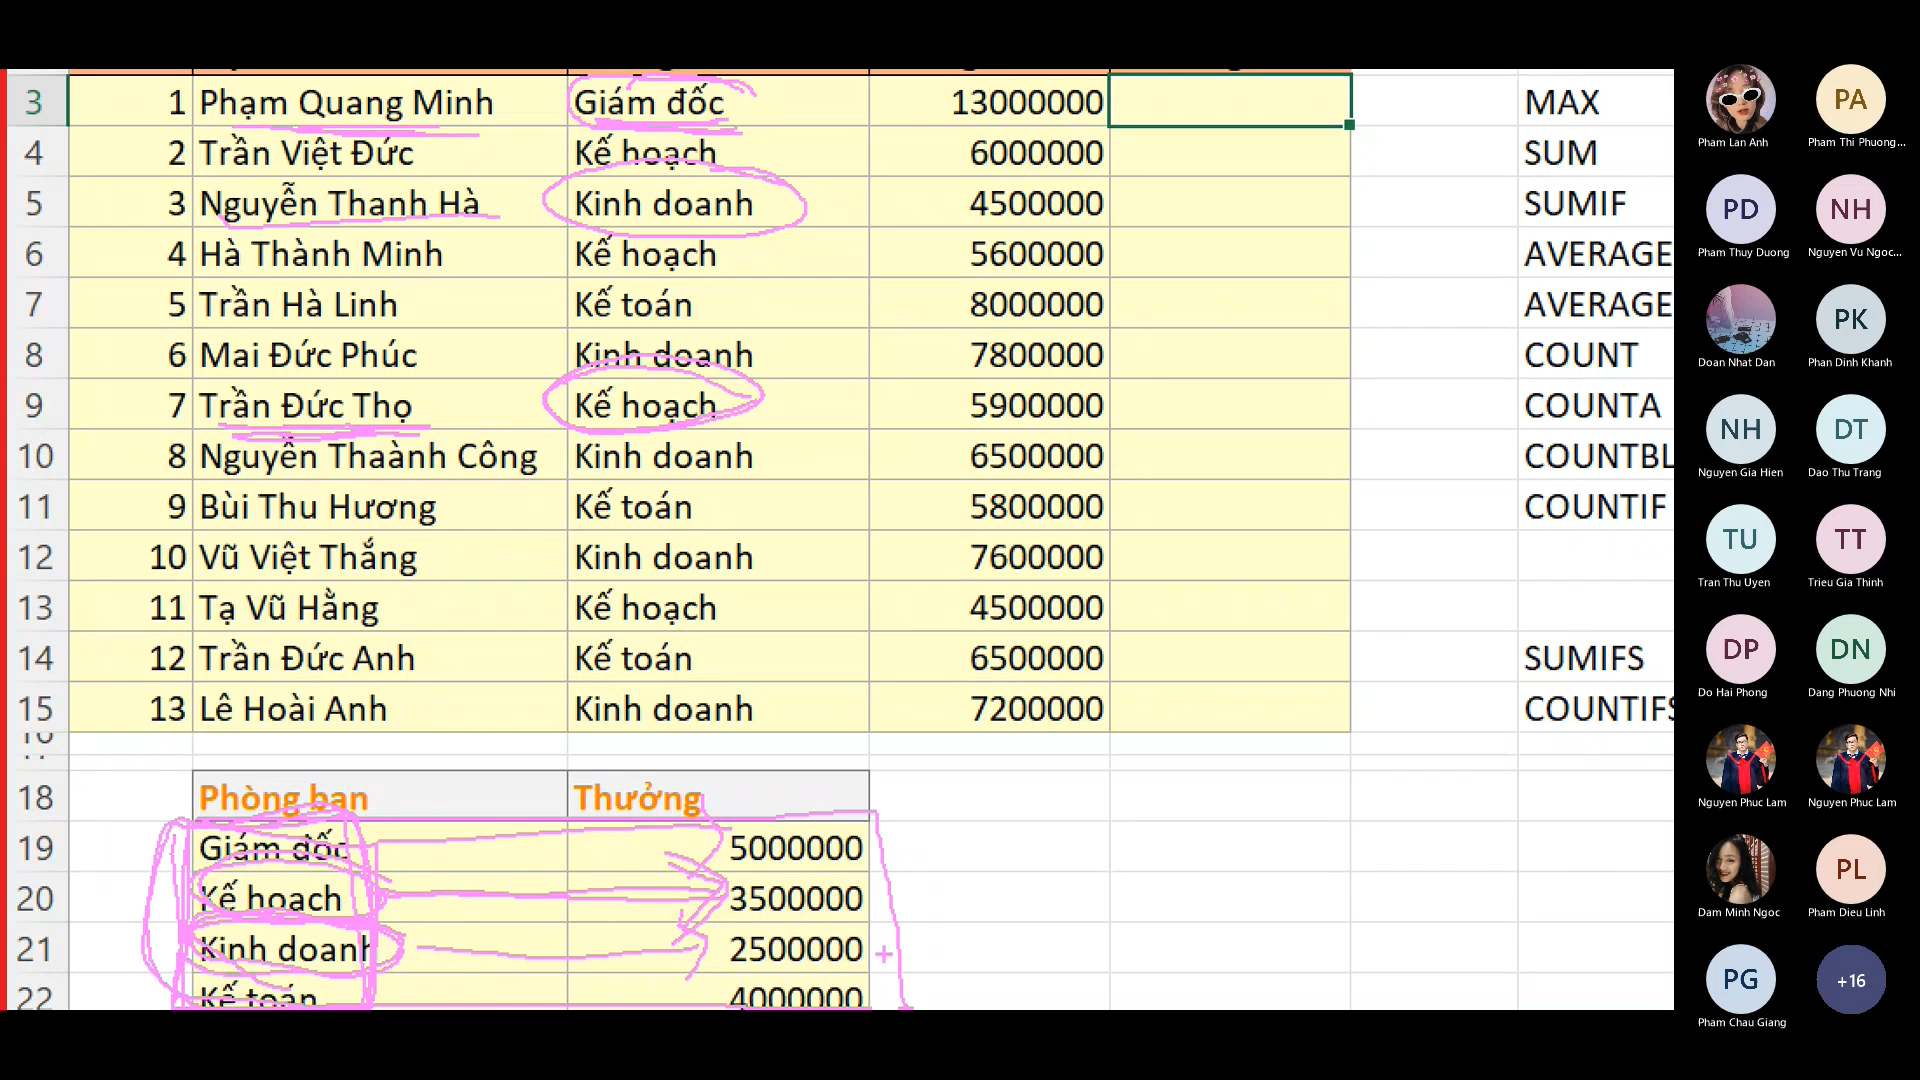 3 1 Phạm Quang Minh Giám đốc 13000000 MAX
4 2 Trần Việt Đức Kế hoạch 6000000 SUM
5 3 Nguyễn Thanh Hà Kinh doanh 4500000 SUMIF
6 4 Hà Thành Minh Kế hoạch 5600000 AVERAGE
7 5 Trần Hà Linh Kế toán 8000000 AVERAGE
8 6 Mai Đức Phúc Kinh doanh 7800000 COUNT
9 7 Trần Đức Thọ Kế hoạch 5900000 COUNTA
10 8 Nguyễn Thaành Công Kinh doanh 6500000 COUNTBL
11 9 Bùi Thu Hương Kế toán 5800000 COUNTIF
12 10 Vũ Việt Thắng Kinh doanh 7600000
13 11 Tạ Vũ Hằng Kế hoạch 4500000
14 12 Trần Đức Anh Kế toán 6500000 SUMIFS
15 13 Lê Hoài Anh Kinh doanh 7200000 COUNTIFS
18 Phòng ban Thưởng
19 Giám đốc 5000000
20 Kế hoạch 3500000
21 Kinh doanh 2500000
22 Kế toán 4000000
PA
Pham Lan Anh Pham Thi Phuong...
PD NH
Pham Thuy Duong Nguyen Vu Ngoc...
PK
Doan Nhat Dan Phan Dinh Khanh
NH DT
Nguyen Gia Hien Dao Thu Trang
TU TT
Tran Thu Uyen Trieu Gia Thinh
DP DN
Do Hai Phong Dang Phuong Nhi
Nguyen Phuc Lam Nguyen Phuc Lam
PL
Dam Minh Ngoc Pham Dieu Linh
PG +16
Pham Chau Giang